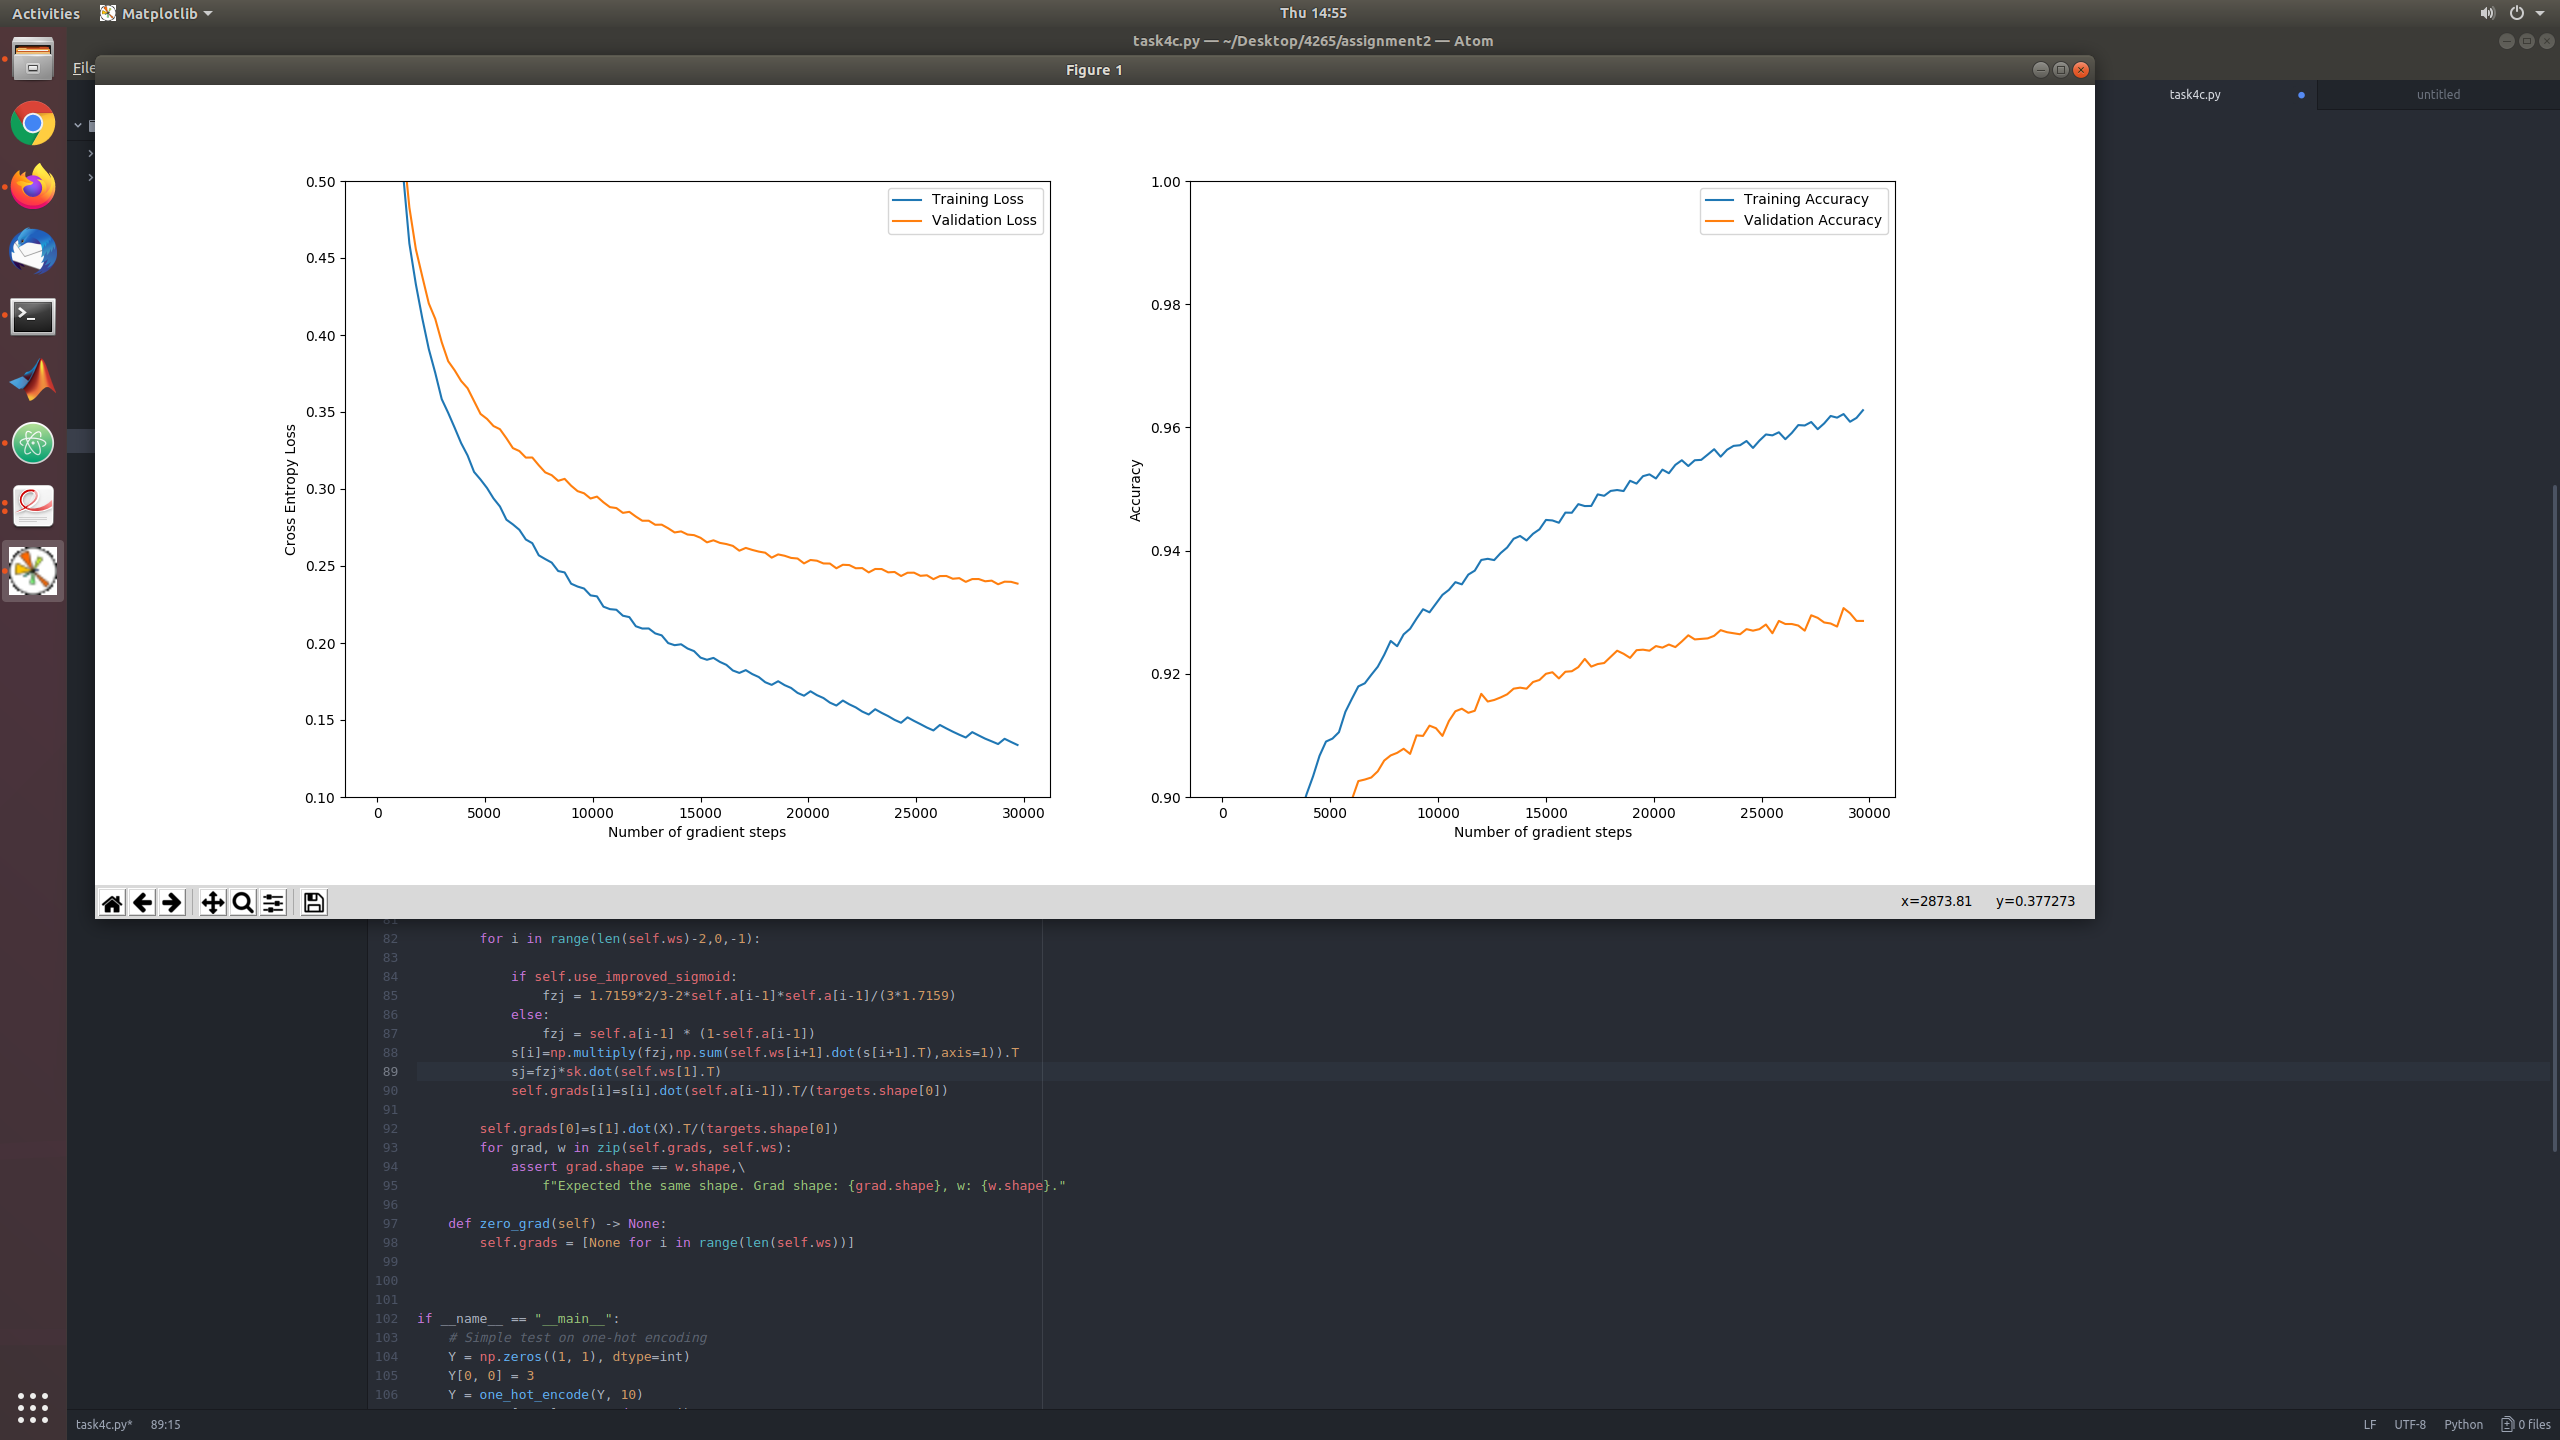 Activities
Matplotlib
Thu 14:55
task4c.py — ~/Desktop/4265/assignment2 — Atom
File
Figure 1
task4c.py
untitled
0.50
0.45
0.40
0.35
0.30
0.25
0.20
0.15
0.10
Cross Entropy Loss
Training Loss
Validation Loss
0 5000 10000 15000 20000 25000 30000
Number of gradient steps
1.00
0.98
0.96
0.94
0.92
0.90
Accuracy
Training Accuracy
Validation Accuracy
0 5000 10000 15000 20000 25000 30000
Number of gradient steps
x=2873.81 y=0.377273
81
82 for i in range(len(self.ws)-2,0,-1):
83
84 if self.use_improved_sigmoid:
85 fzj = 1.7159*2/3-2*self.a[i-1]*self.a[i-1]/(3*1.7159)
86 else:
87 fzj = self.a[i-1] * (1-self.a[i-1])
88 s[i]=np.multiply(fzj,np.sum(self.ws[i+1].dot(s[i+1].T),axis=1)).T
89 sj=fzj*sk.dot(self.ws[1].T)
90 self.grads[i]=s[i].dot(self.a[i-1]).T/(targets.shape[0])
91
92 self.grads[0]=s[1].dot(X).T/(targets.shape[0])
93 for grad, w in zip(self.grads, self.ws):
94 assert grad.shape == w.shape,\
95 f"Expected the same shape. Grad shape: {grad.shape}, w: {w.shape}."
96
97 def zero_grad(self) -> None:
98 self.grads = [None for i in range(len(self.ws))]
99
100
101
102 if __name__ == "__main__":
103 # Simple test on one-hot encoding
104 Y = np.zeros((1, 1), dtype=int)
105 Y[0, 0] = 3
106 Y = one_hot_encode(Y, 10)
task4c.py* 89:15
LF UTF-8 Python 0 files